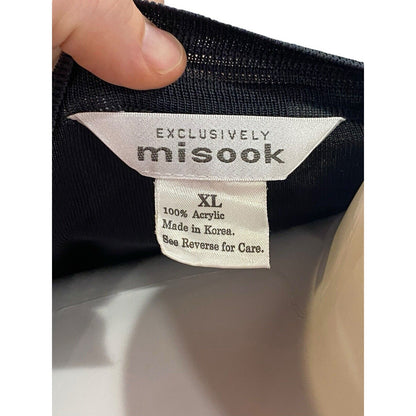 EXCLUSIVELY
misook
XL
100% Acrylic
Made in Korea.
See Reverse for Care.